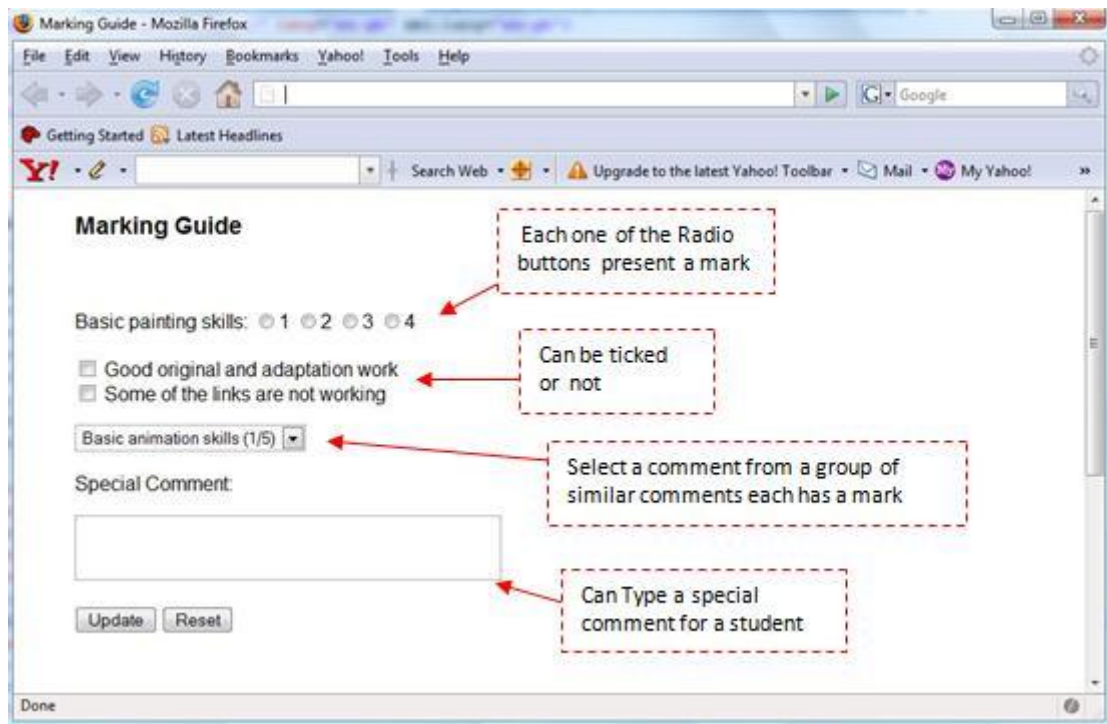 Marking Guide - Mozilla Firefox
File Edit View History Bookmarks Yahoo! Tools Help
G Google
Getting Started Latest Headlines
Y! Search Web Upgrade to the latest Yahoo! Toolbar Mail My Yahoo! »
Marking Guide
Each one of the Radio
buttons present a mark
Basic painting skills: 1 2 3 4
Can be ticked
or not
Good original and adaptation work
Some of the links are not working
Basic animation skills (1/5)
Select a comment from a group of
similar comments each has a mark
Special Comment:
Can Type a special
comment for a student
Update Reset
Done